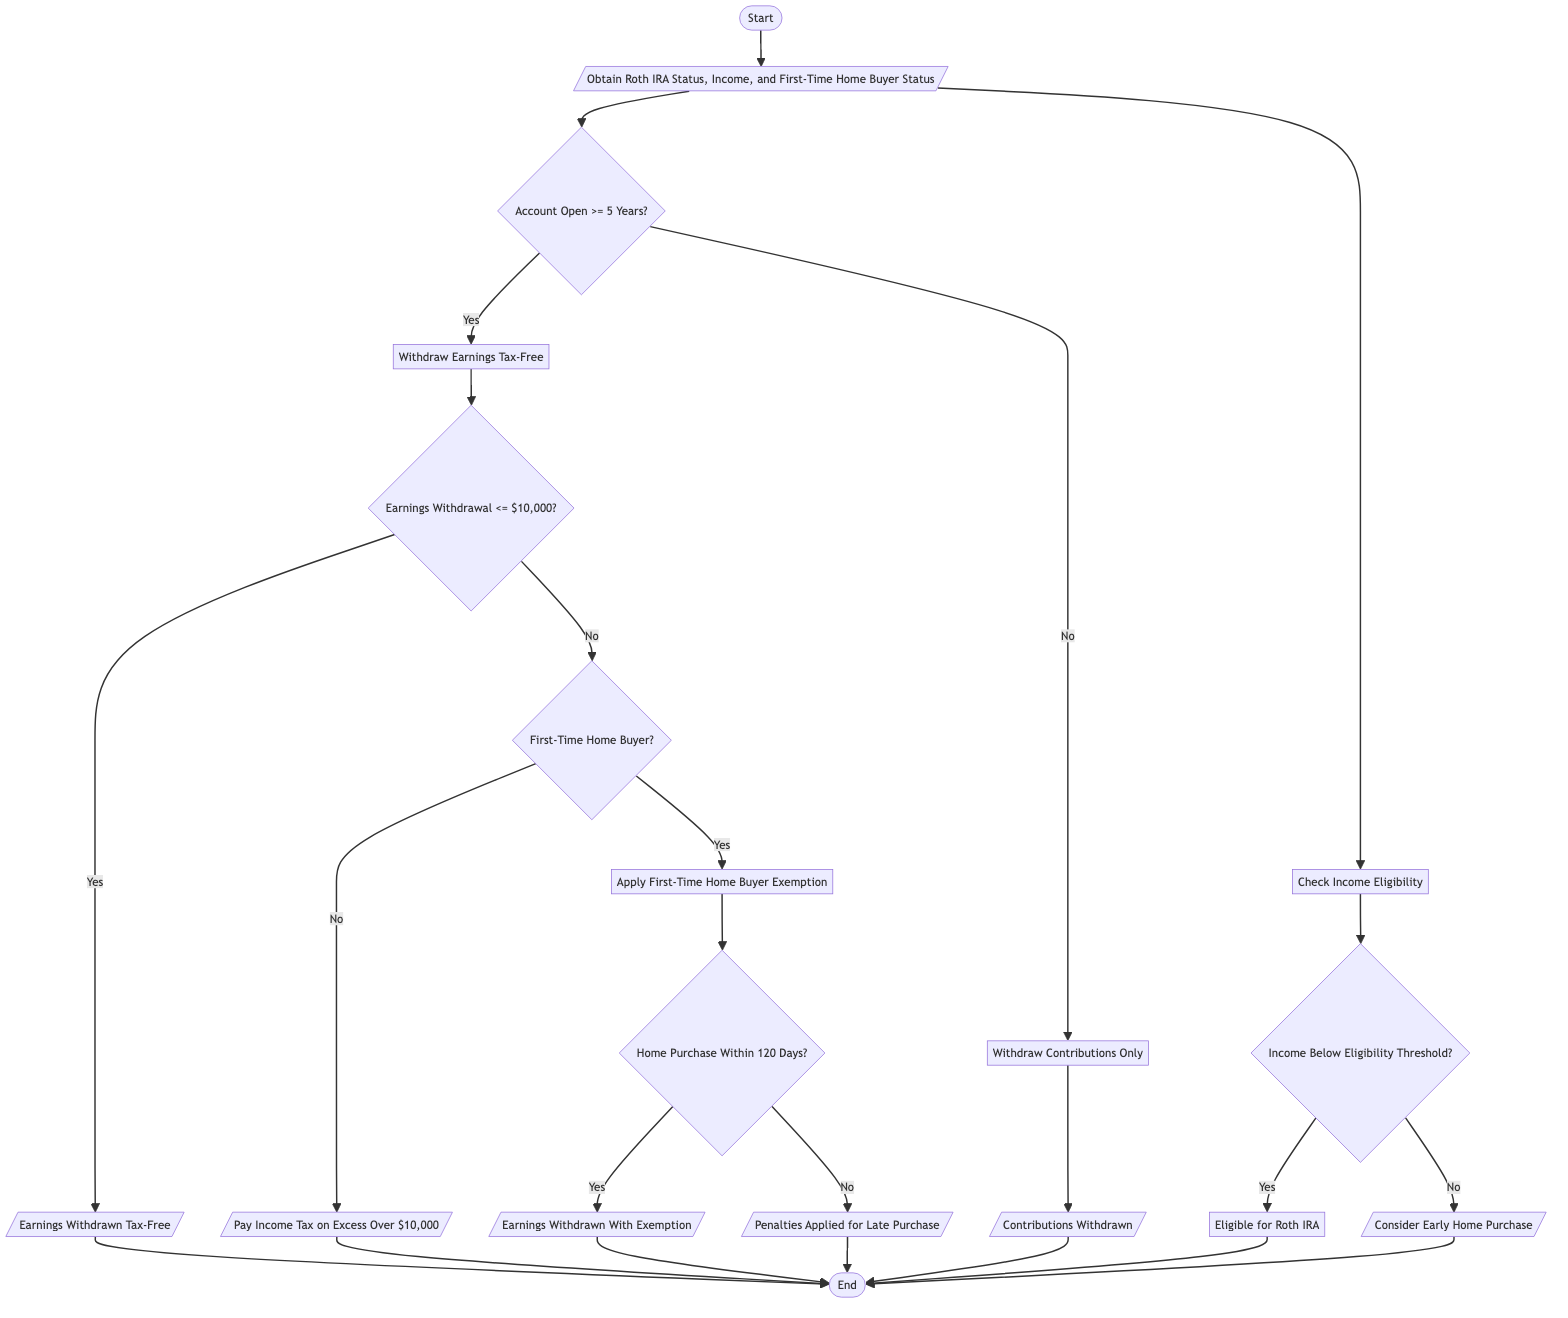 Start
Obtain Roth IRA Status, Income, and First-Time Home Buyer Status
Account Open >= 5 Years?
Yes
Withdraw Earnings Tax-Free
Earnings Withdrawal <= $10,000?
No
No
First-Time Home Buyer?
Yes
Yes
Apply First-Time Home Buyer Exemption
Check Income Eligibility
No
Home Purchase Within 120 Days?
Withdraw Contributions Only
Income Below Eligibility Threshold?
Yes
No
Yes
No
Earnings Withdrawn Tax-Free
Pay Income Tax on Excess Over $10,000
Earnings Withdrawn With Exemption
Penalties Applied for Late Purchase
Contributions Withdrawn
Eligible for Roth IRA
Consider Early Home Purchase
End